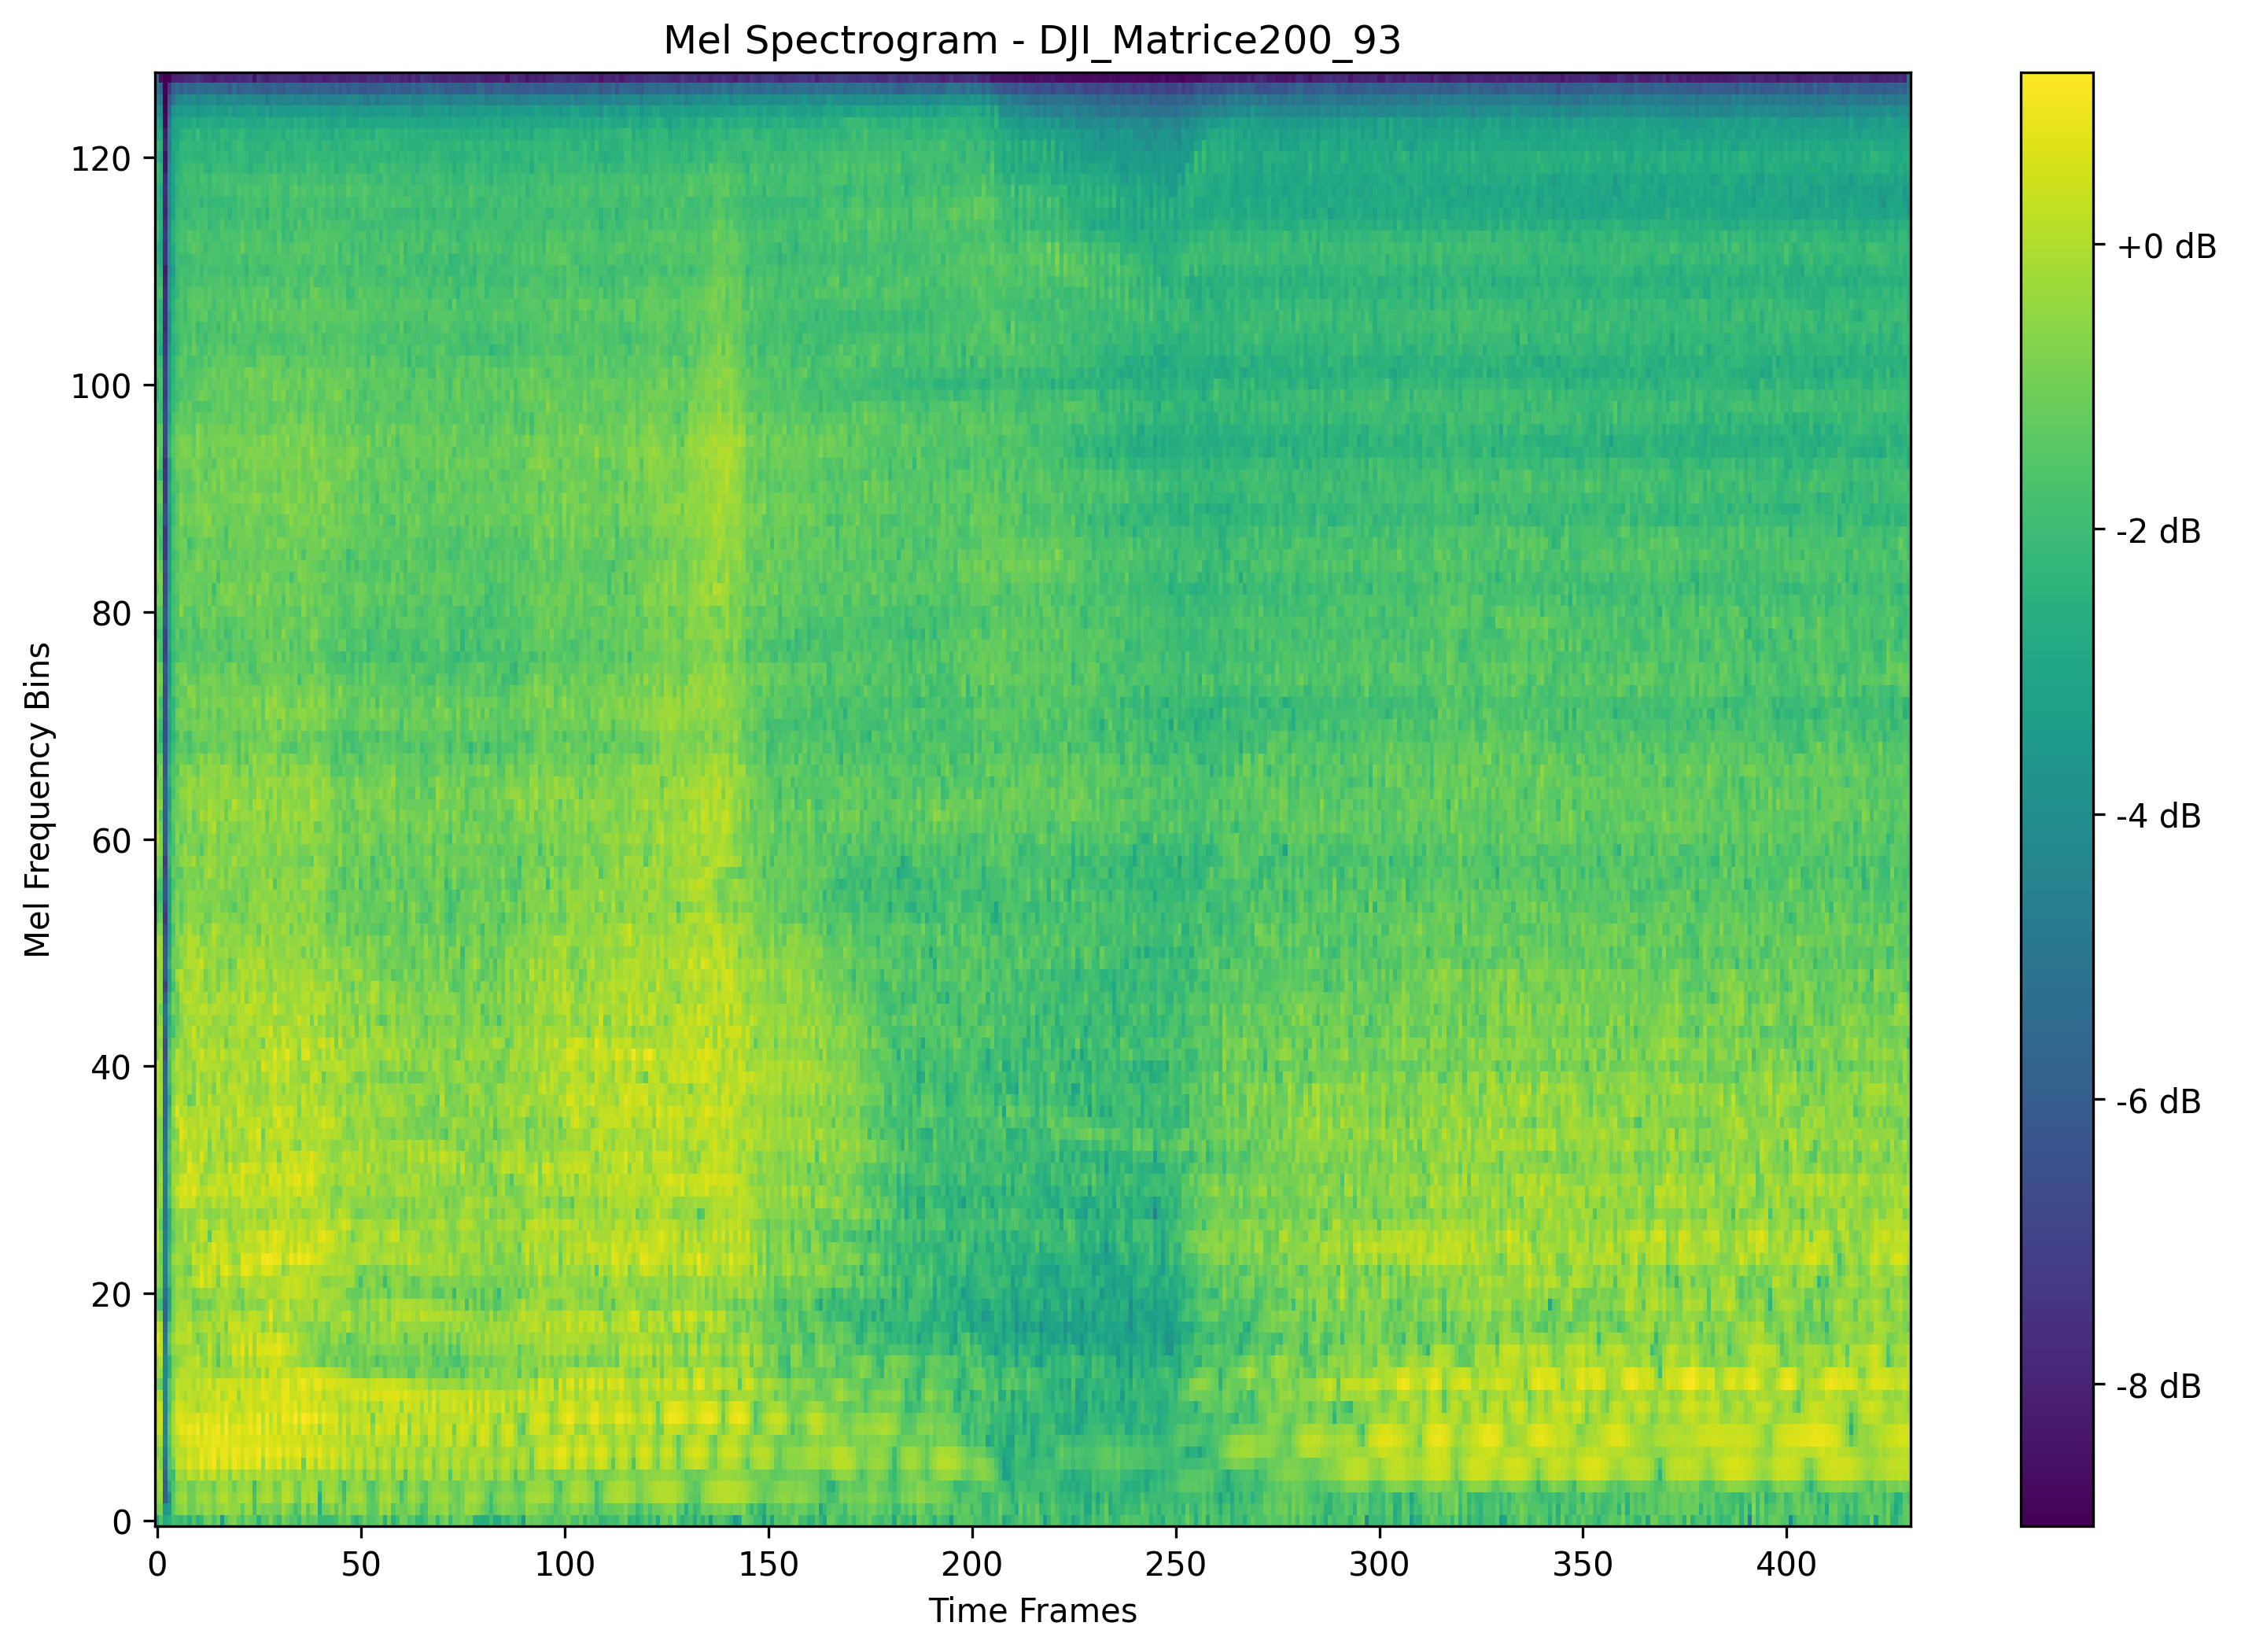 Mel Spectrogram - DJI_Matrice200_93
120
100
80
60
40
20
0
Mel Frequency Bins
0 50 100 150 200 250 300 350 400
Time Frames
+0 dB
-2 dB
-4 dB
-6 dB
-8 dB